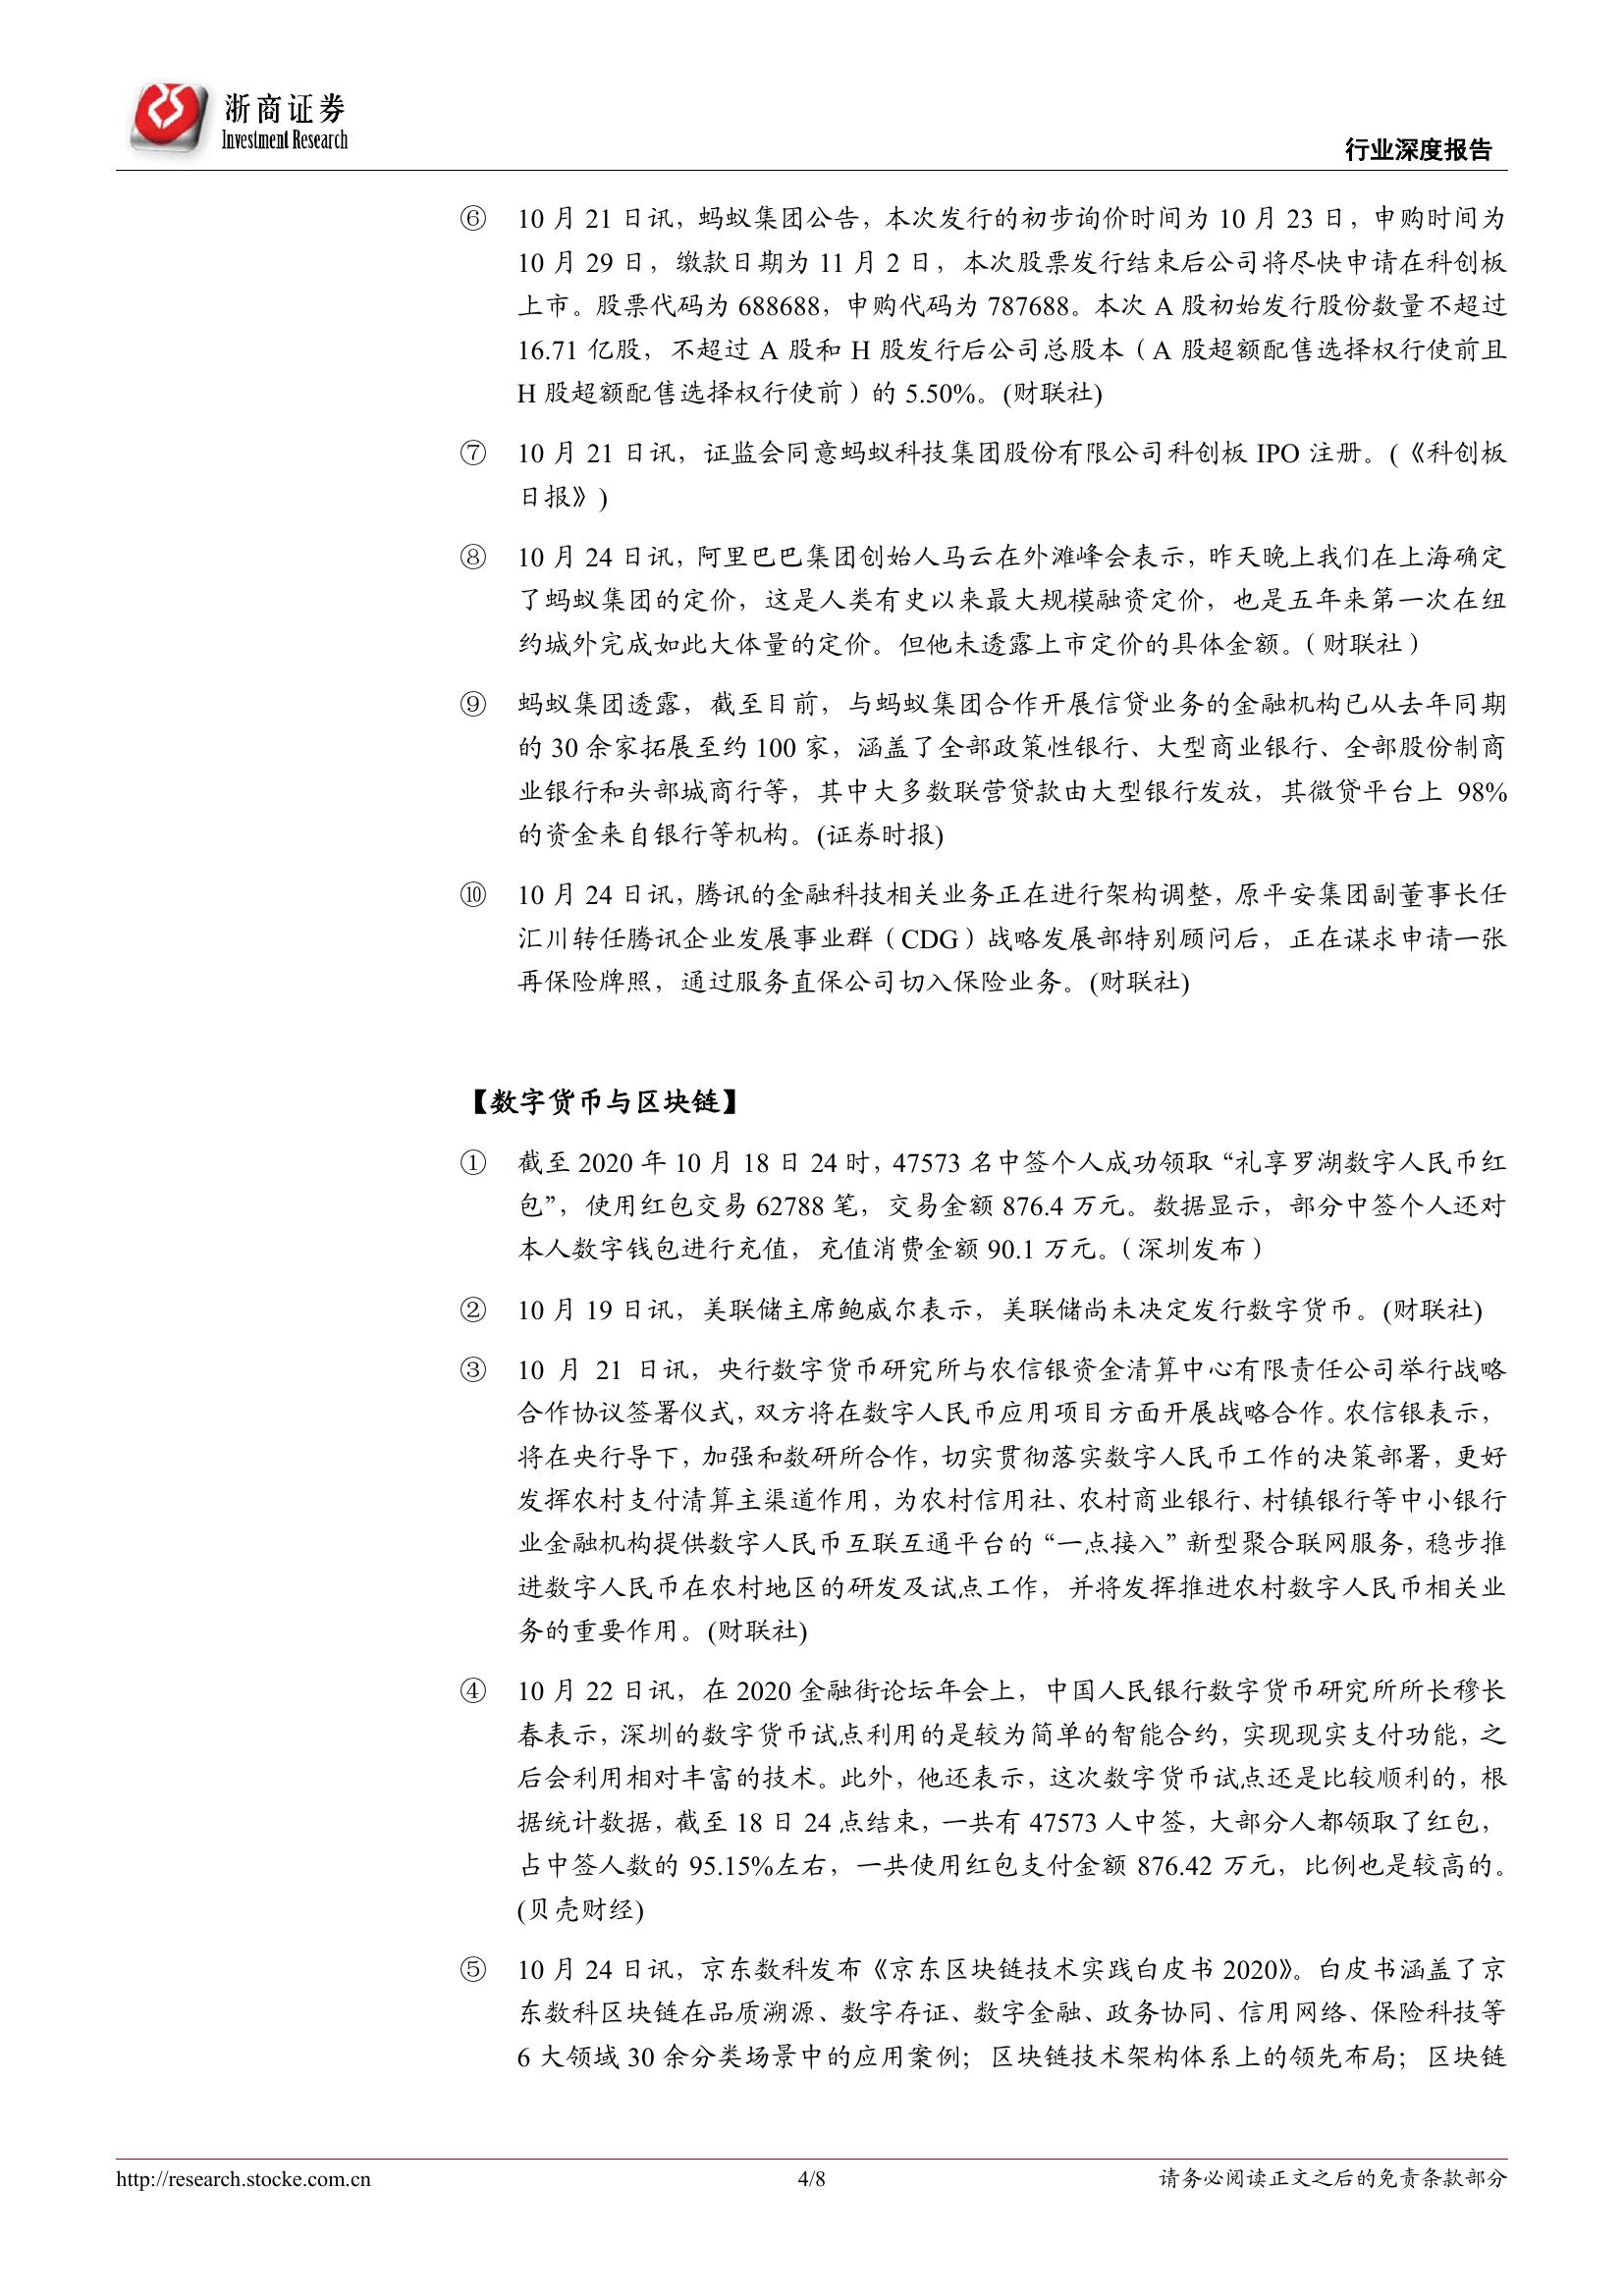 浙商证券
Investment Research
行业深度报告
⑥ 10 月 21 日讯，蚂蚁集团公告，本次发行的初步询价时间为 10 月 23 日，申购时间为
10 月 29 日，缴款日期为 11 月 2 日，本次股票发行结束后公司将尽快申请在科创板
上市。股票代码为 688688，申购代码为 787688。本次 A 股初始发行股份数量不超过
16.71 亿股，不超过 A 股和 H 股发行后公司总股本（A 股超额配售选择权行使前且
H 股超额配售选择权行使前）的 5.50%。(财联社)
⑦ 10 月 21 日讯，证监会同意蚂蚁科技集团股份有限公司科创板 IPO 注册。(《科创板
日报》)
⑧ 10 月 24 日讯，阿里巴巴集团创始人马云在外滩峰会表示，昨天晚上我们在上海确定
了蚂蚁集团的定价，这是人类有史以来最大规模融资定价，也是五年来第一次在纽
约城外完成如此大体量的定价。但他未透露上市定价的具体金额。（财联社）
⑨ 蚂蚁集团透露，截至目前，与蚂蚁集团合作开展信贷业务的金融机构已从去年同期
的 30 余家拓展至约 100 家，涵盖了全部政策性银行、大型商业银行、全部股份制商
业银行和头部城商行等，其中大多数联营贷款由大型银行发放，其微贷平台上 98%
的资金来自银行等机构。(证券时报)
⑩ 10 月 24 日讯，腾讯的金融科技相关业务正在进行架构调整，原平安集团副董事长任
汇川转任腾讯企业发展事业群（CDG）战略发展部特别顾问后，正在谋求申请一张
再保险牌照，通过服务直保公司切入保险业务。(财联社)
【数字货币与区块链】
① 截至 2020 年 10 月 18 日 24 时，47573 名中签个人成功领取“礼享罗湖数字人民币红
包”，使用红包交易 62788 笔，交易金额 876.4 万元。数据显示，部分中签个人还对
本人数字钱包进行充值，充值消费金额 90.1 万元。（深圳发布）
② 10 月 19 日讯，美联储主席鲍威尔表示，美联储尚未决定发行数字货币。(财联社)
③ 10 月 21 日讯，央行数字货币研究所与农信银资金清算中心有限责任公司举行战略
合作协议签署仪式，双方将在数字人民币应用项目方面开展战略合作。农信银表示，
将在央行导下，加强和数研所合作，切实贯彻落实数字人民币工作的决策部署，更好
发挥农村支付清算主渠道作用，为农村信用社、农村商业银行、村镇银行等中小银行
业金融机构提供数字人民币互联互通平台的“一点接入”新型聚合联网服务，稳步推
进数字人民币在农村地区的研发及试点工作，并将发挥推进农村数字人民币相关业
务的重要作用。(财联社)
④ 10 月 22 日讯，在 2020 金融街论坛年会上，中国人民银行数字货币研究所所长穆长
春表示，深圳的数字货币试点利用的是较为简单的智能合约，实现现实支付功能，之
后会利用相对丰富的技术。此外，他还表示，这次数字货币试点还是比较顺利的，根
据统计数据，截至 18 日 24 点结束，一共有 47573 人中签，大部分人都领取了红包，
占中签人数的 95.15%左右，一共使用红包支付金额 876.42 万元，比例也是较高的。
(贝壳财经)
⑤ 10 月 24 日讯，京东数科发布《京东区块链技术实践白皮书 2020》。白皮书涵盖了京
东数科区块链在品质溯源、数字存证、数字金融、政务协同、信用网络、保险科技等
6 大领域 30 余分类场景中的应用案例；区块链技术架构体系上的领先布局；区块链
http://research.stocke.com.cn
4/8
请务必阅读正文之后的免责条款部分